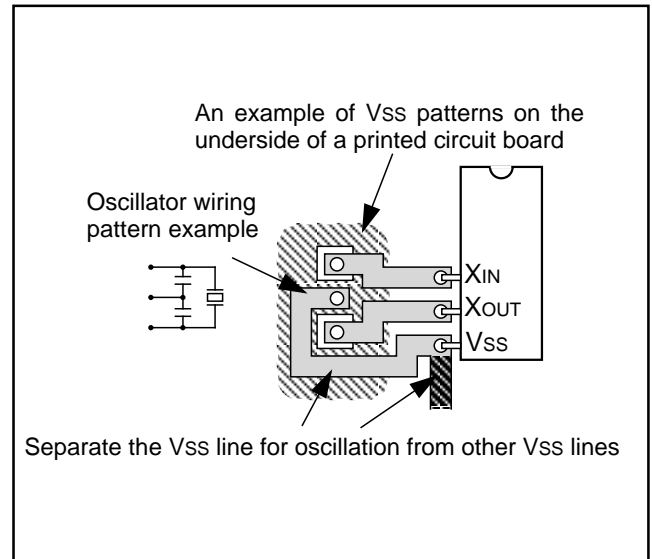 An example of VSS patterns on the
underside of a printed circuit board
Oscillator wiring
pattern example
XIN
XOUT
VSS
Separate the VSS line for oscillation from other VSS lines